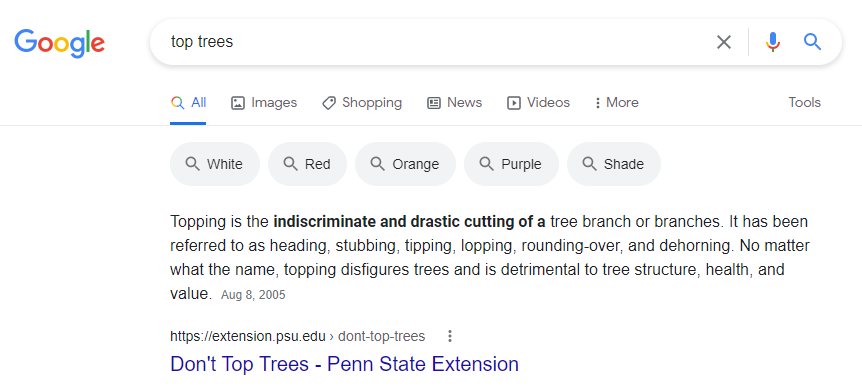 Google
top trees
All Images Shopping News Videos More Tools
White Red Orange Purple Shade
Topping is the indiscriminate and drastic cutting of a tree branch or branches. It has been
referred to as heading, stubbing, tipping, lopping, rounding-over, and dehorning. No matter
what the name, topping disfigures trees and is detrimental to tree structure, health, and
value. Aug 8, 2005
https://extension.psu.edu › dont-top-trees
Don't Top Trees - Penn State Extension